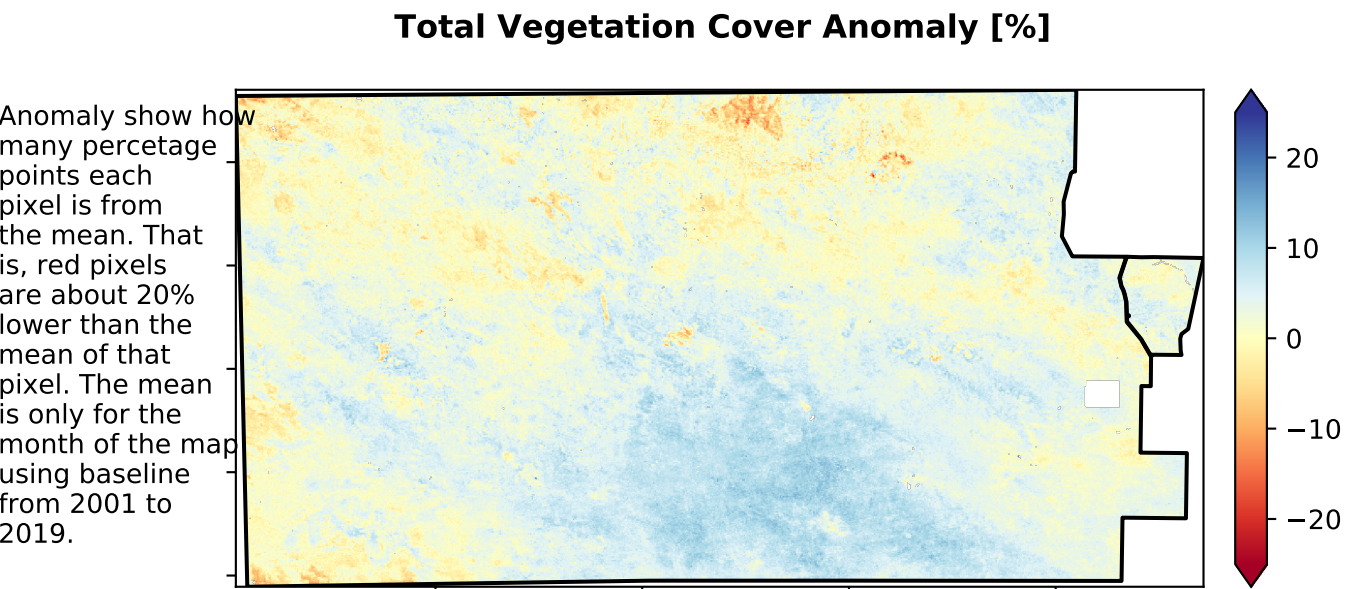 Total Vegetation Cover Anomaly [%]
Anomaly show how
many percetage
points each
pixel is from
the mean. That
is, red pixels
are about 20%
lower than the
mean of that
pixel. The mean
is only for the
month of the map
using baseline
from 2001 to
2019.
20
10
0
−10
−20